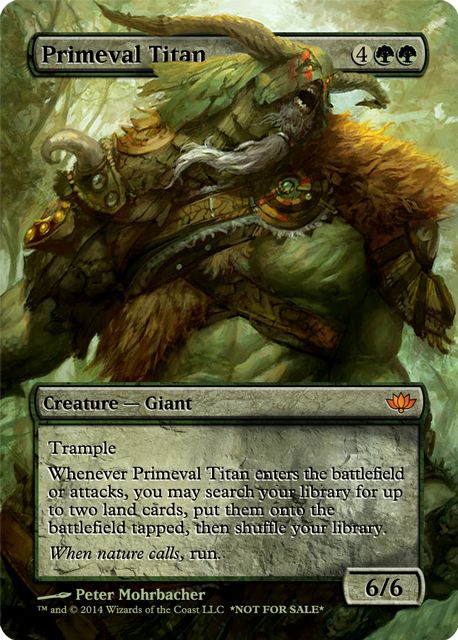 Primeval Titan 4
Creature — Giant
Trample
Whenever Primeval Titan enters the battlefield
or attacks, you may search your library for up
to two land cards, put them onto the
battlefield tapped, then shuffle your library.
When nature calls, run.
6/6
Peter Mohrbacher
™ and © 2014 Wizards of the Coast LLC *NOT FOR SALE*